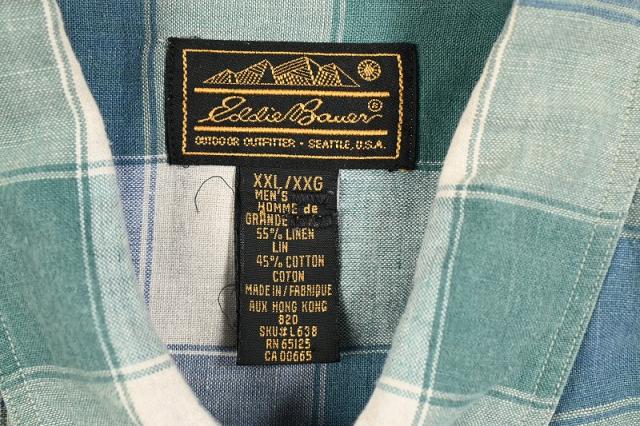 Eddie Bauer®
OUTDOOR OUTFITTER • SEATTLE, U.S.A.
XXL/XXG
MEN'S
HOMME de
GRANDE
55% LINEN
LIN
45% COTTON
COTON
MADE IN/FABRIQUE
AUX HONG KONG
820
SKU# L638
RN 65125
CA 00665